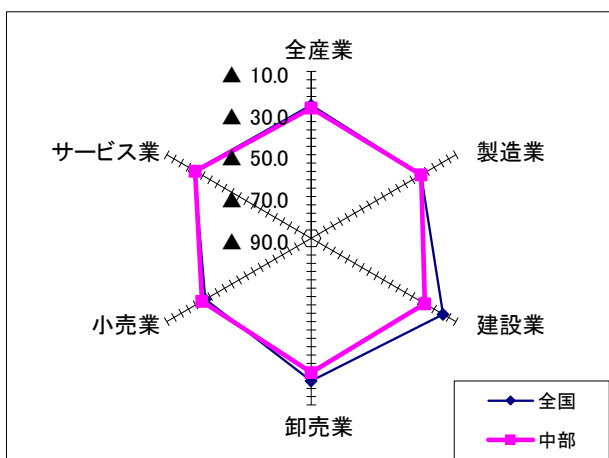 全産業
▲ 10.0
▲ 30.0
サービス業
製造業
▲ 50.0
▲ 70.0
▲ 90.0
小売業
建設業
卸売業
全国
中部